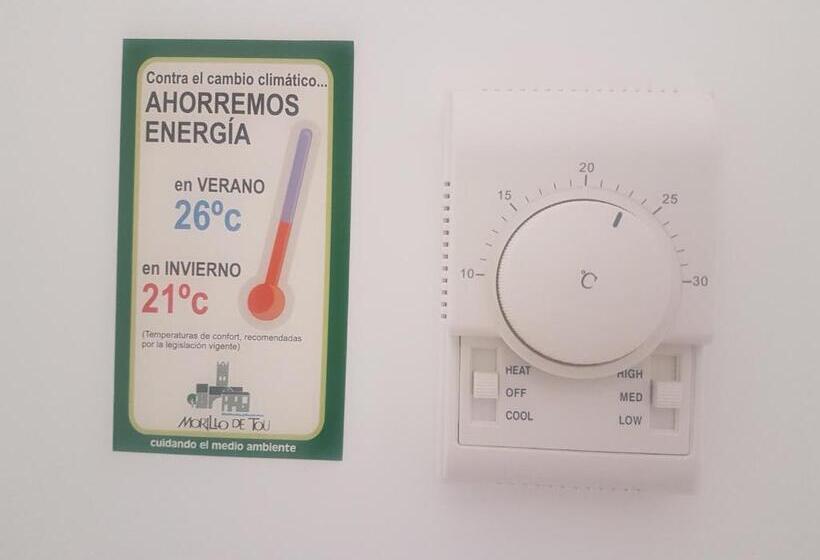 Contra el cambio climático...
AHORREMOS
ENERGÍA
en VERANO
26ºc
en INVIERNO
21ºc
(Temperaturas de confort, recomendadas
por la legislación vigente)
MORILLO DE TOU
cuidando el medio ambiente
10
15
20
25
30
℃
HEAT
OFF
COOL
HIGH
MED
LOW